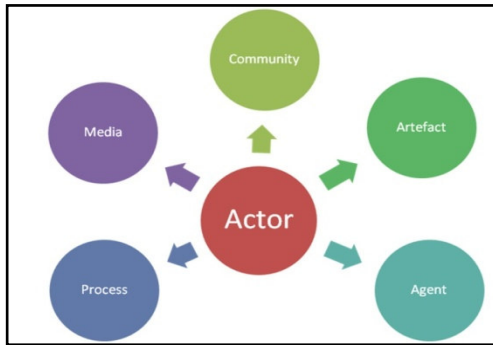 Community
Media
Artefact
Actor
Process
Agent